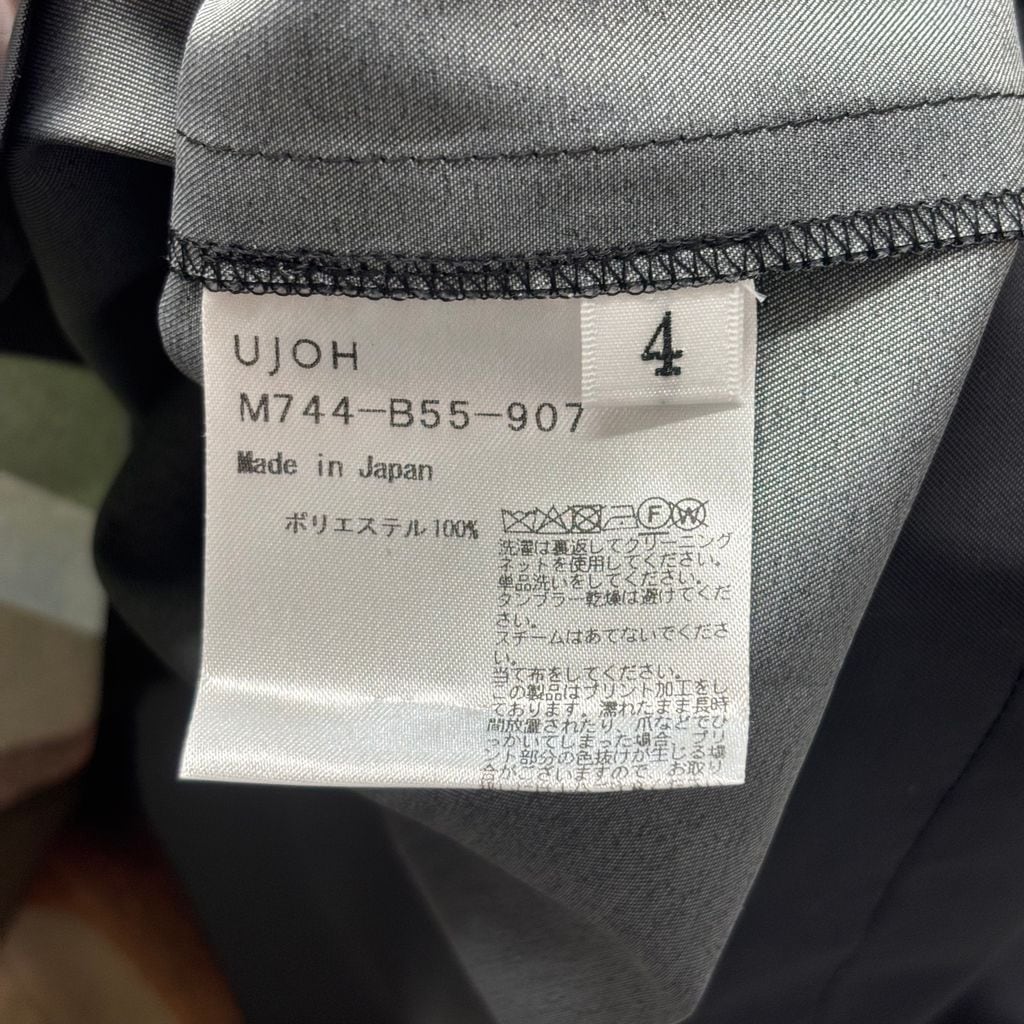 UJOH
4
M744-B55-907
Made in Japan
ポリエステル100%
F W
洗濯は裏返してクリーニング
ネットを使用してください。
単品洗いをしてください。
タンブラー乾燥は避けてくだ
さい。
スチームはあてないでくださ
い。
当て布をしてください。
この製品はプリント加工をし
ております。濡れたまま長時
間放置されたり、爪などでひ
っかいてしまった場合、プリ
ント部分の色抜けが生じる場
合がございますので、お取り